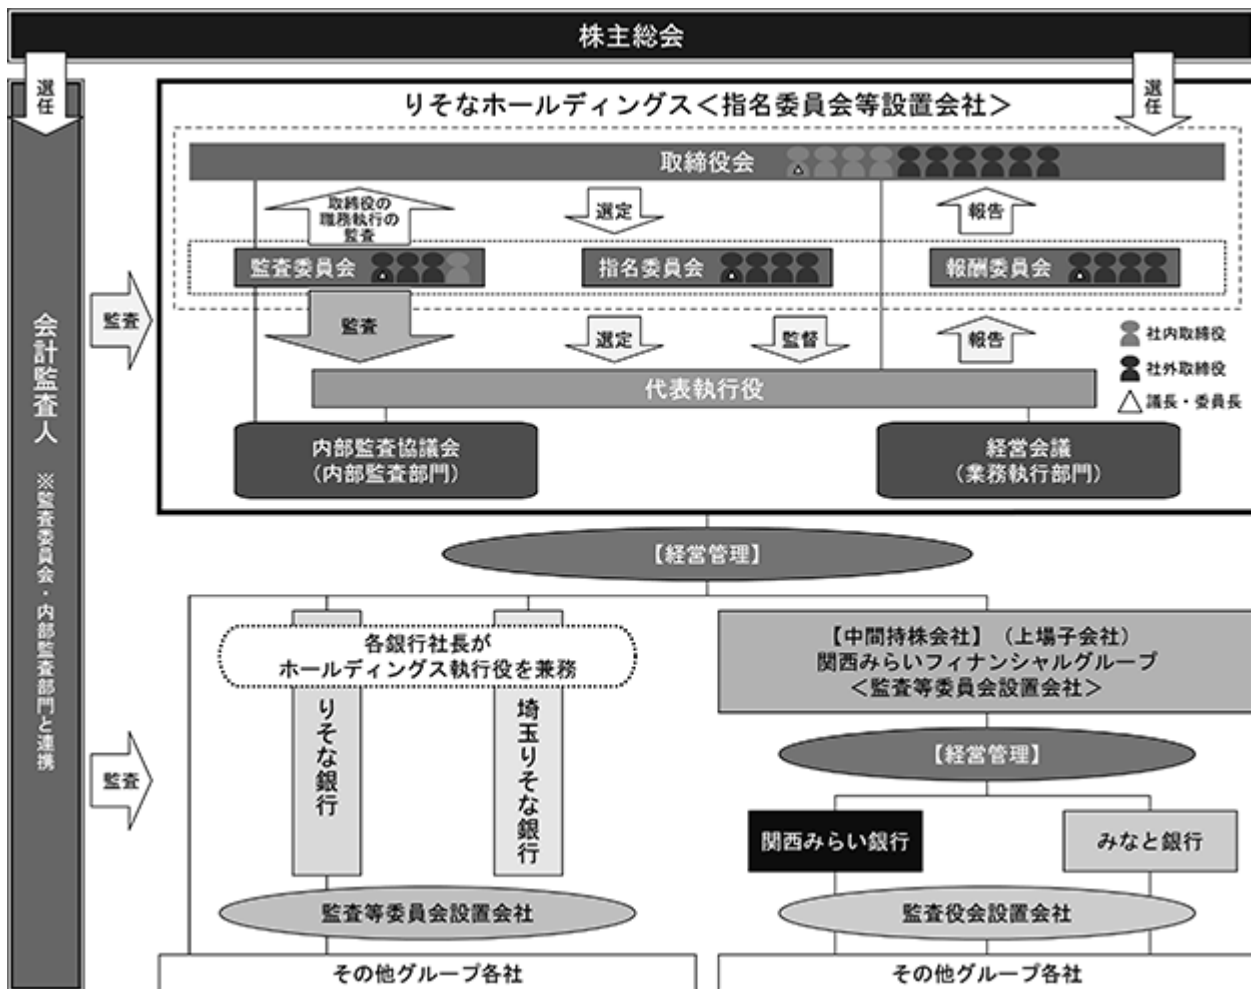 株主総会
選任
選任
りそなホールディングス＜指名委員会等設置会社＞
取締役会
取締役の
職務執行の
監査
選定
報告
監査委員会
指名委員会
報酬委員会
監査
監査
選定
監督
報告
社内取締役
社外取締役
議長・委員長
代表執行役
内部監査協議会
（内部監査部門）
経営会議
（業務執行部門）
会計監査人
※監査委員会・内部監査部門と連携
【経営管理】
各銀行社長が
ホールディングス執行役を兼務
りそな銀行
埼玉りそな銀行
【中間持株会社】（上場子会社）
関西みらいフィナンシャルグループ
＜監査等委員会設置会社＞
【経営管理】
監査
関西みらい銀行
みなと銀行
監査等委員会設置会社
監査役会設置会社
その他グループ各社
その他グループ各社